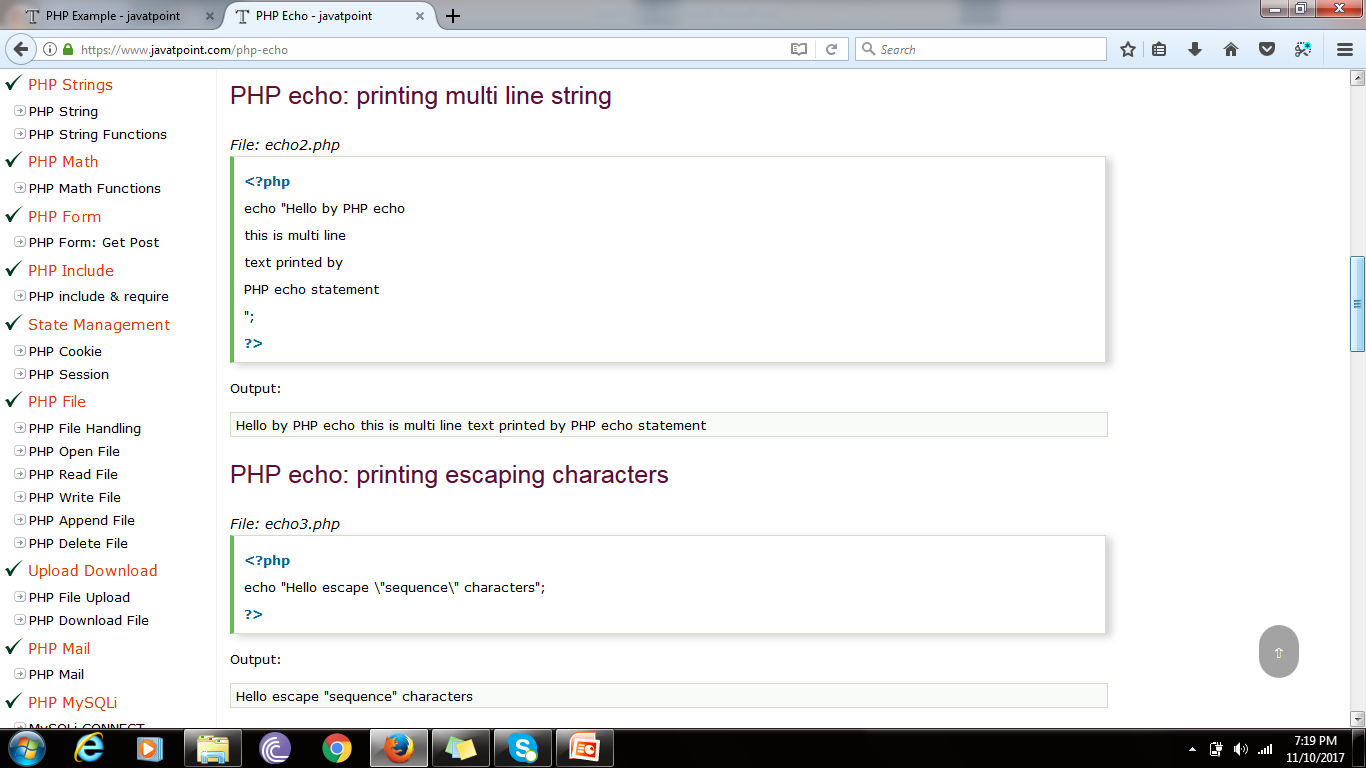 PHP Example - javatpoint
PHP Echo - javatpoint
https://www.javatpoint.com/php-echo
Search
PHP Strings
PHP String
PHP String Functions
PHP Math
PHP Math Functions
PHP Form
PHP Form: Get Post
PHP Include
PHP include & require
State Management
PHP Cookie
PHP Session
PHP File
PHP File Handling
PHP Open File
PHP Read File
PHP Write File
PHP Append File
PHP Delete File
Upload Download
PHP File Upload
PHP Download File
PHP Mail
PHP Mail
PHP MySQLi
MySQLi CONNECT
PHP echo: printing multi line string
File: echo2.php
<?php
echo "Hello by PHP echo
this is multi line
text printed by
PHP echo statement
";
?>
Output:
Hello by PHP echo this is multi line text printed by PHP echo statement
PHP echo: printing escaping characters
File: echo3.php
<?php
echo "Hello escape \"sequence\" characters";
?>
Output:
Hello escape "sequence" characters
7:19 PM
11/10/2017